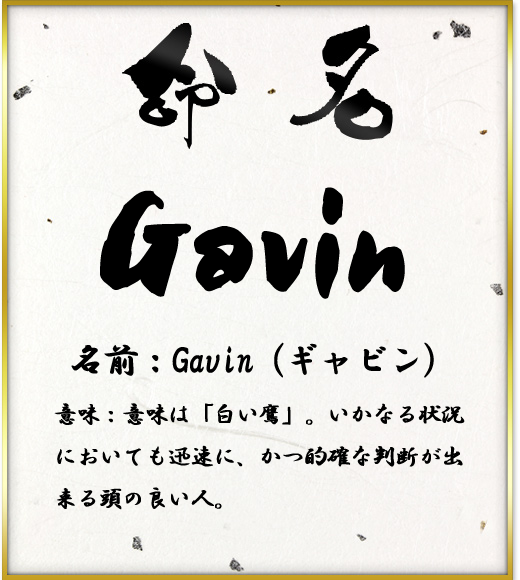 命名
Gavin
名前：Gavin（ギャビン）
意味：意味は「白い鷹」。いかなる状況
においても迅速に、かつ的確な判断が出
来る頭の良い人。